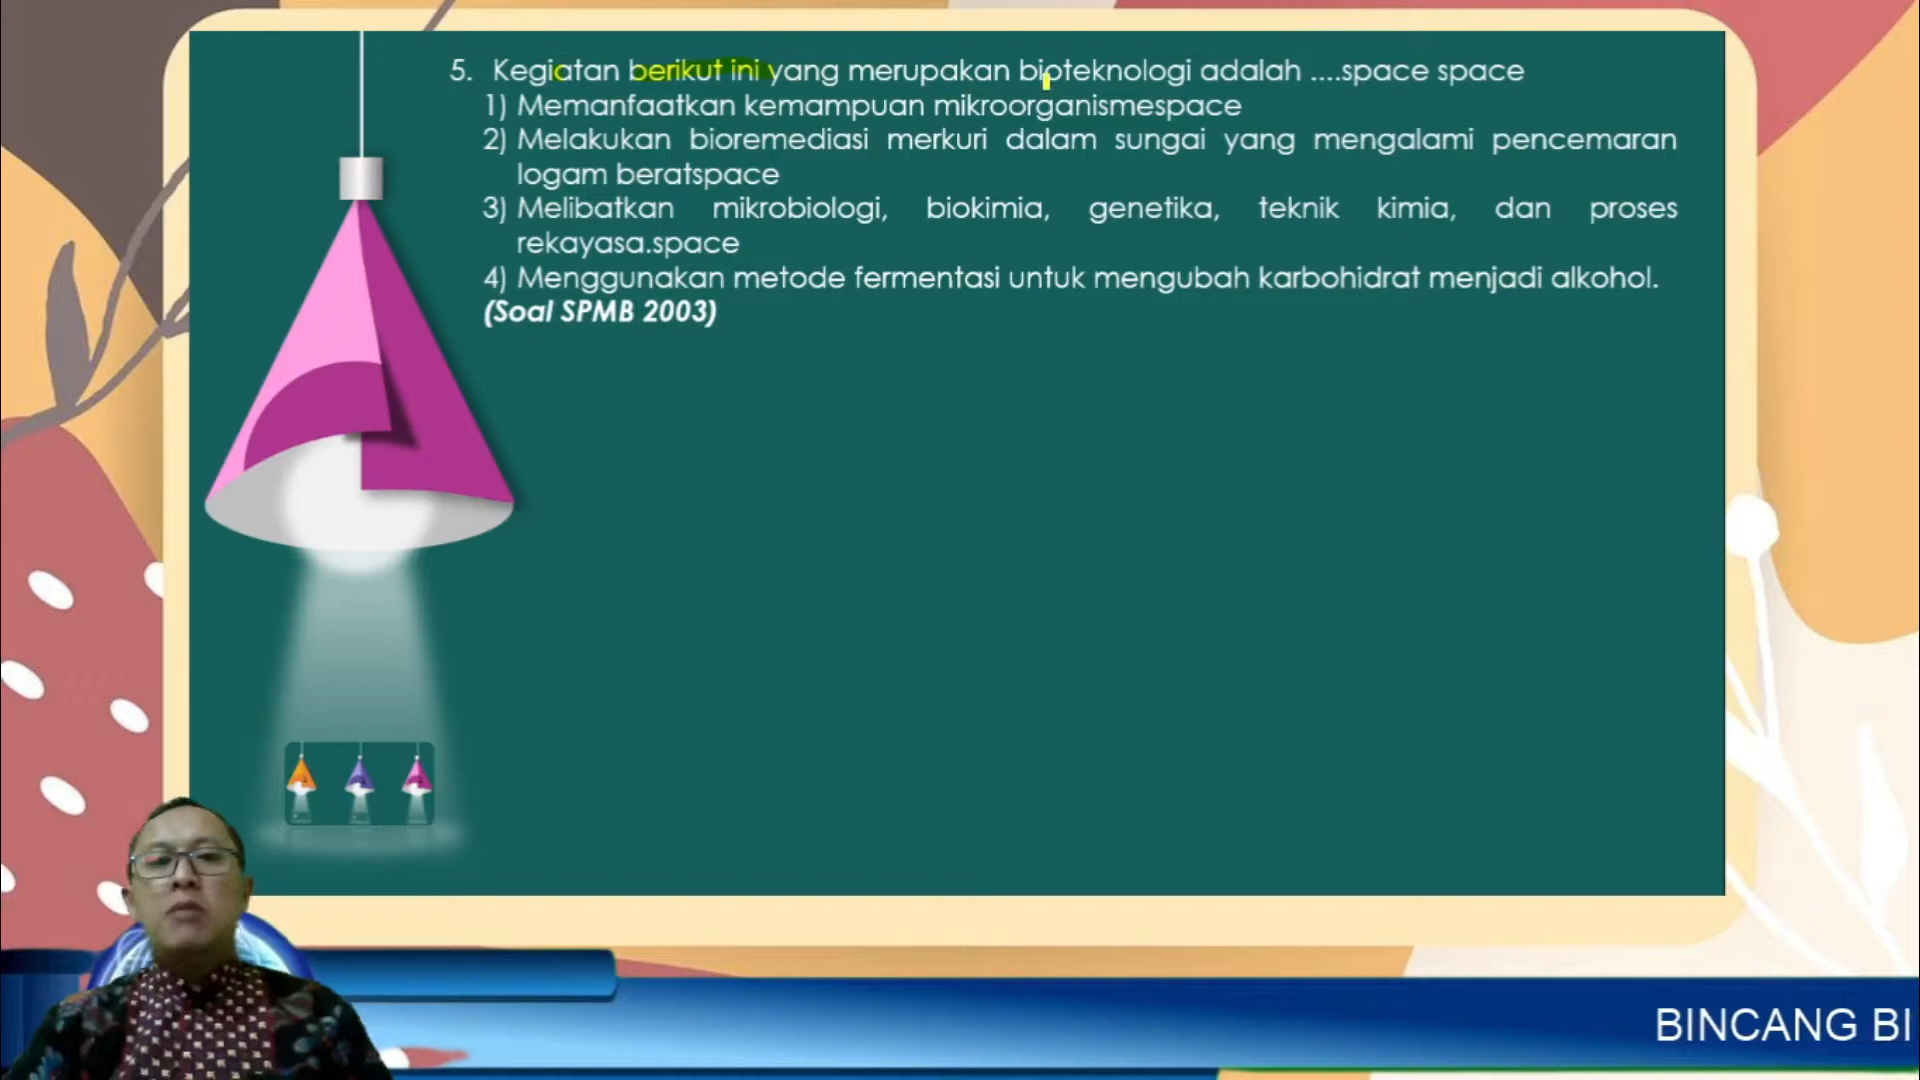 5. Kegiatan berikut ini yang merupakan bioteknologi adalah ....space space
1) Memanfaatkan kemampuan mikroorganismespace
2) Melakukan bioremediasi merkuri dalam sungai yang mengalami pencemaran
logam beratspace
3) Melibatkan mikrobiologi, biokimia, genetika, teknik kimia, dan proses
rekayasa.space
4) Menggunakan metode fermentasi untuk mengubah karbohidrat menjadi alkohol.
(Soal SPMB 2003)
BINCANG BI